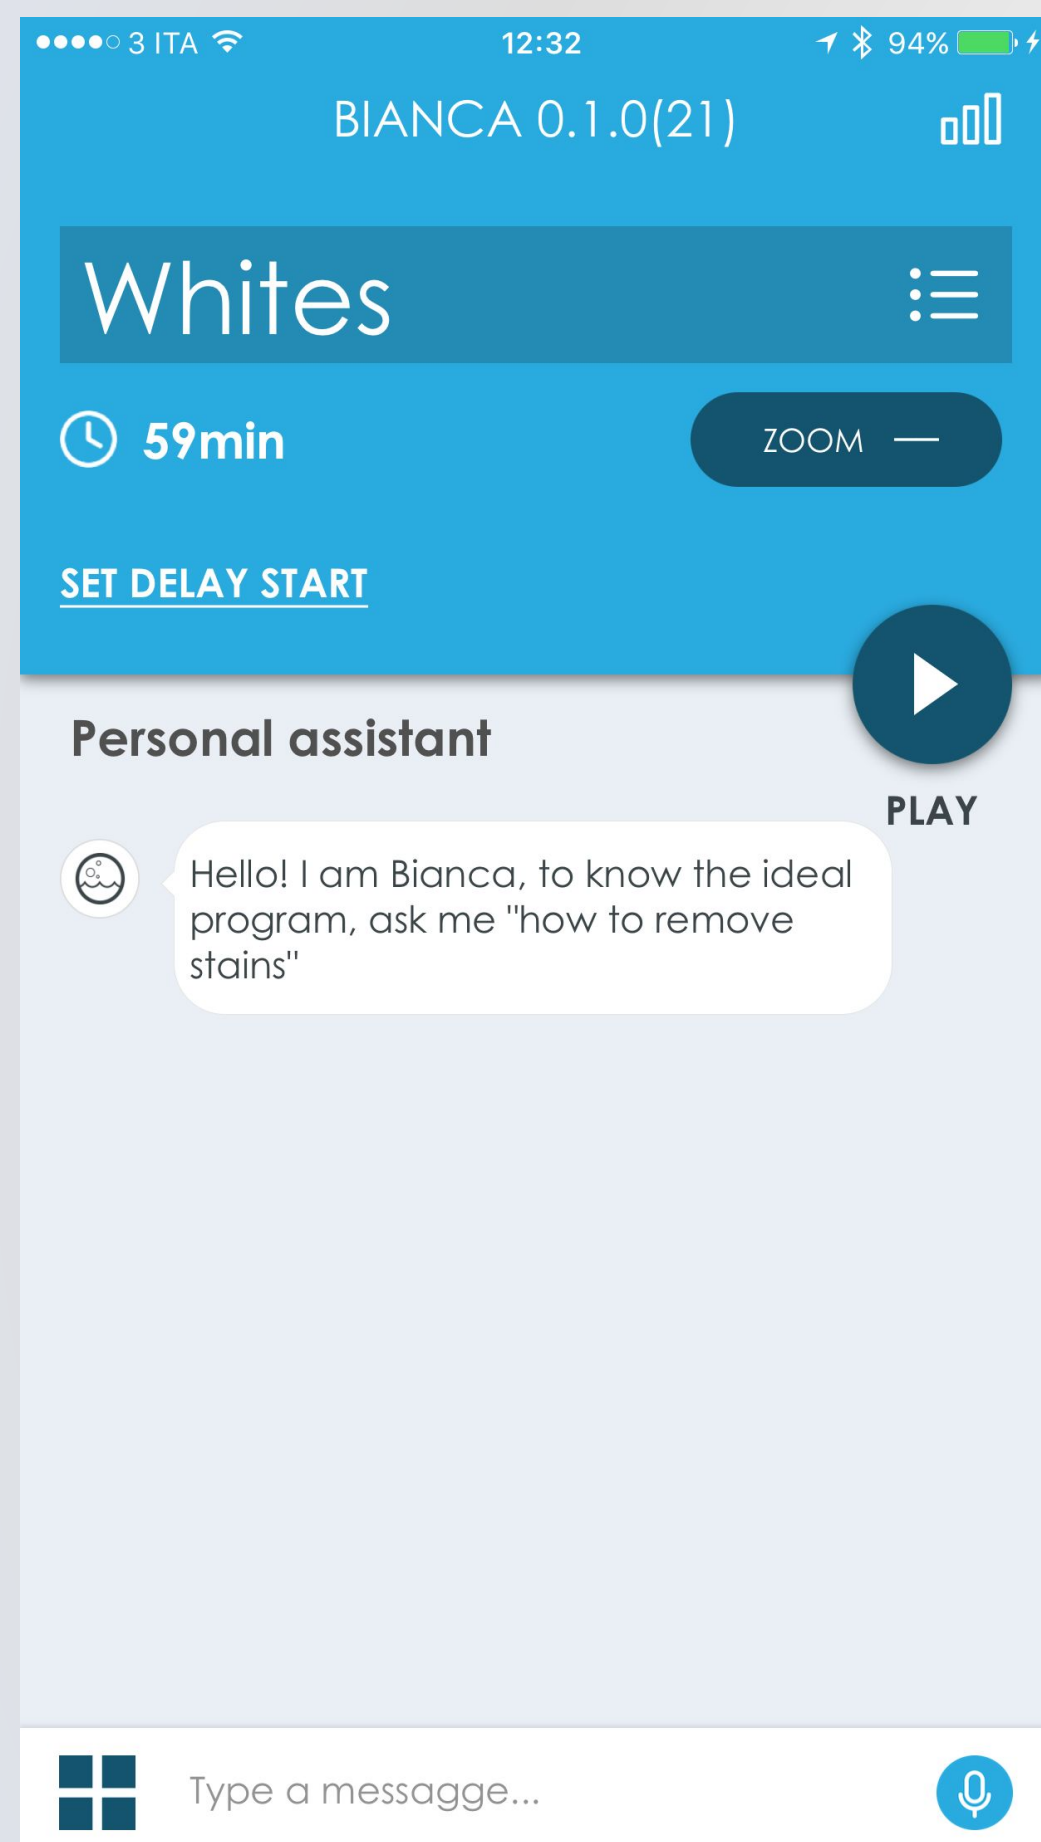 3 ITA 12:32 94%
BIANCA 0.1.0(21)
Whites
59min ZOOM
SET DELAY START
Personal assistant
PLAY
Hello! I am Bianca, to know the ideal
program, ask me "how to remove
stains"
Type a messagge...